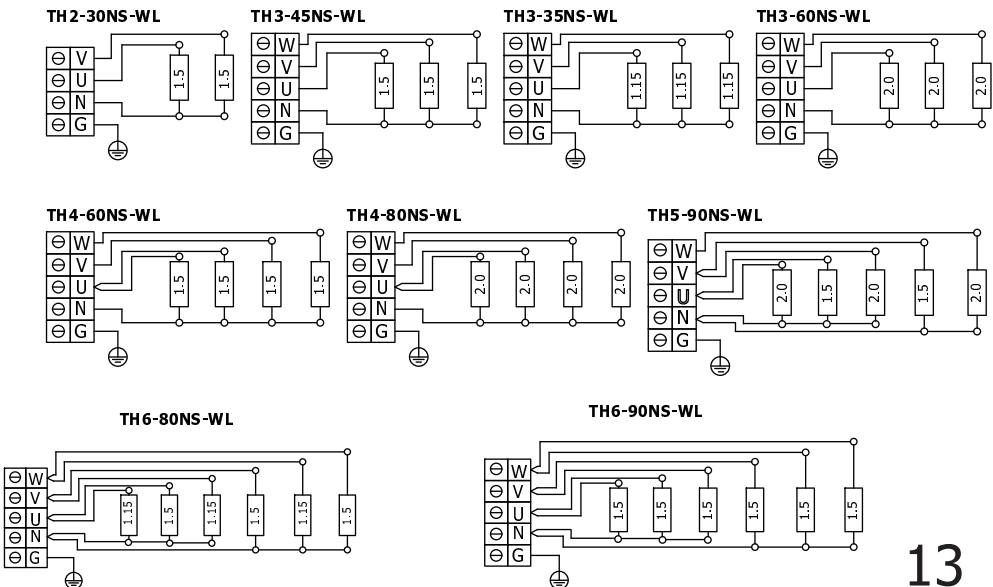 TH2-30NS-WL
V
U
N
G
1.5
1.5
TH3-45NS-WL
W
V
U
N
G
1.5
1.5
1.5
TH3-35NS-WL
W
V
U
N
G
1.15
1.15
1.15
TH3-60NS-WL
W
V
U
N
G
2.0
2.0
2.0
TH4-60NS-WL
W
V
U
N
G
1.5
1.5
1.5
1.5
TH4-80NS-WL
W
V
U
N
G
2.0
2.0
2.0
2.0
TH5-90NS-WL
W
V
U
N
G
2.0
1.5
2.0
1.5
2.0
TH6-80NS-WL
W
V
U
N
G
1.15
1.5
1.15
1.5
1.15
1.5
TH6-90NS-WL
W
V
U
N
G
1.5
1.5
1.5
1.5
1.5
1.5
13